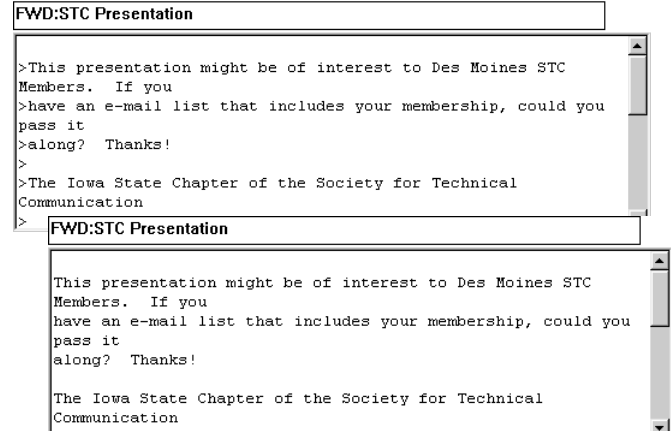 FWD:STC Presentation
>This presentation might be of interest to Des Moines STC
Members.  If you
>have an e-mail list that includes your membership, could you
pass it
>along?  Thanks!
>
>The Iowa State Chapter of the Society for Technical
Communication
>
FWD:STC Presentation
This presentation might be of interest to Des Moines STC
Members.  If you
have an e-mail list that includes your membership, could you
pass it
along?  Thanks!
The Iowa State Chapter of the Society for Technical
Communication